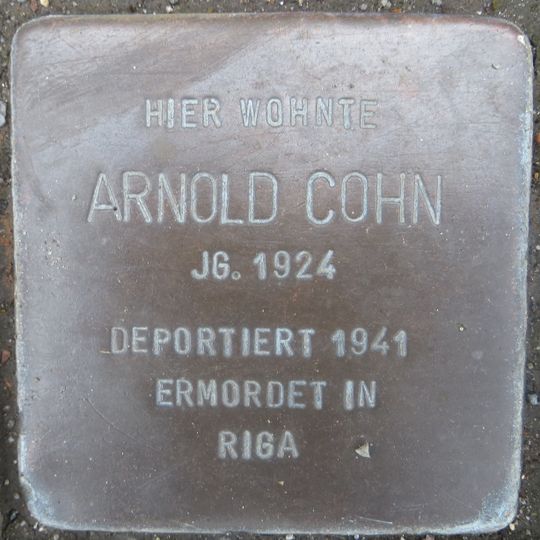 HIER WOHNTE
ARNOLD COHN
JG. 1924
DEPORTIERT 1941
ERMORDET IN
RIGA